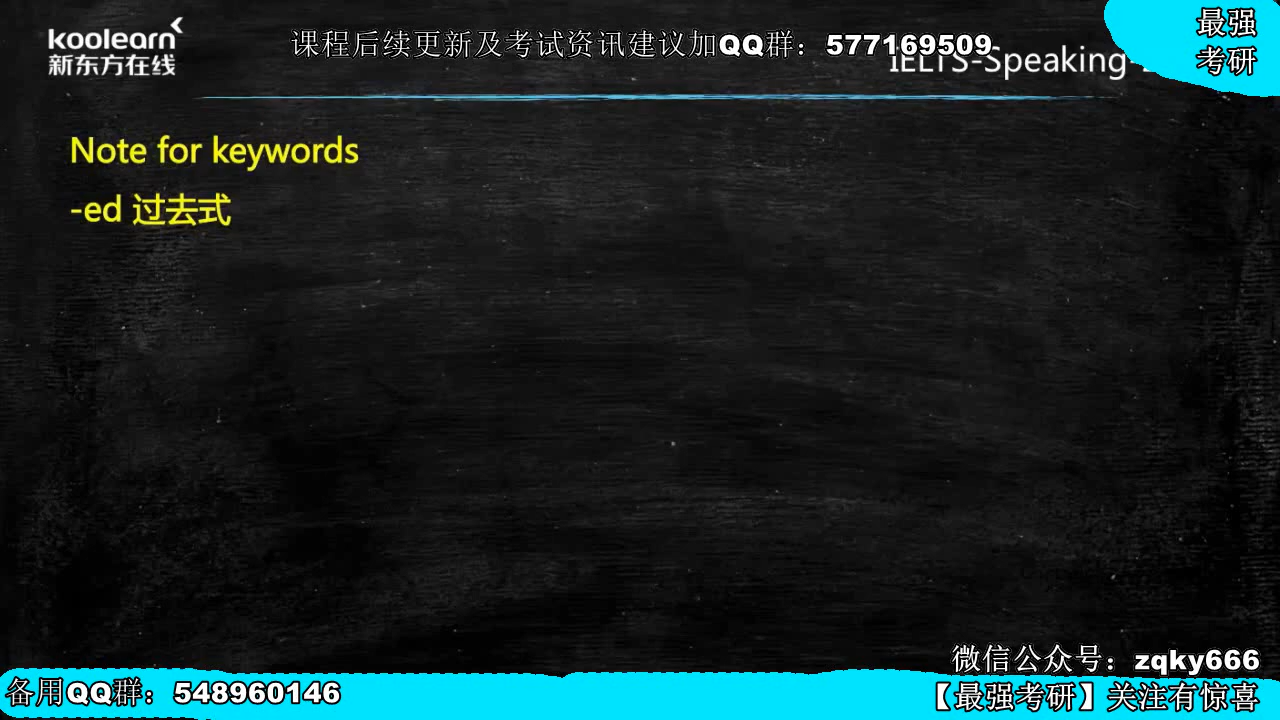 koolearn
新东方在线
课程后续更新及考试资讯建议加QQ群：577169509
IELTS-Speaking-
最强
考研
Note for keywords
-ed 过去式
微信公众号：zqky666
备用QQ群：548960146
【最强考研】关注有惊喜